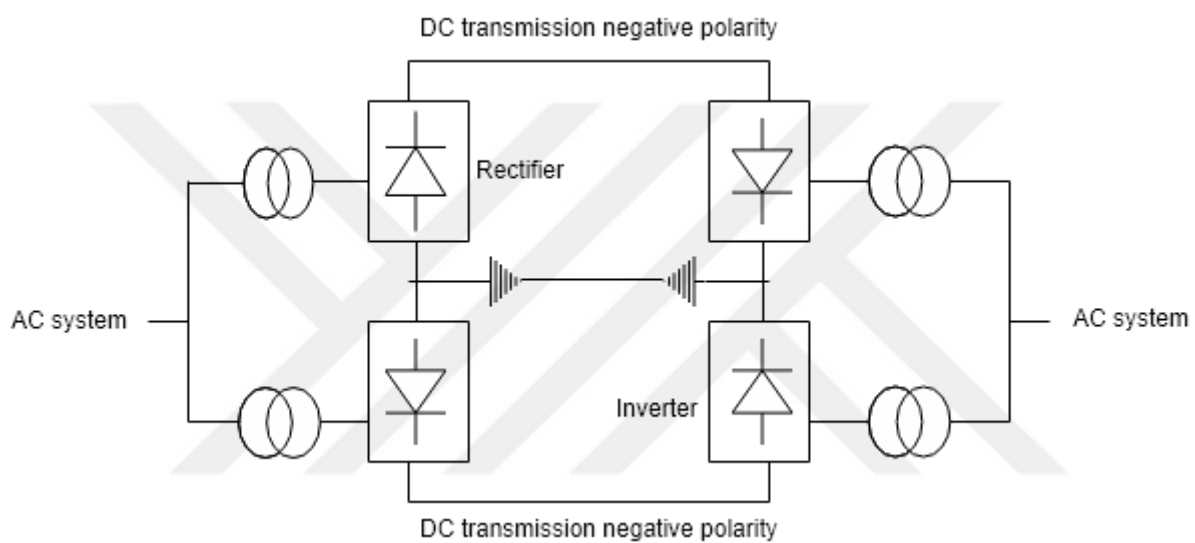 DC transmission negative polarity
Rectifier
AC system
AC system
Inverter
DC transmission negative polarity